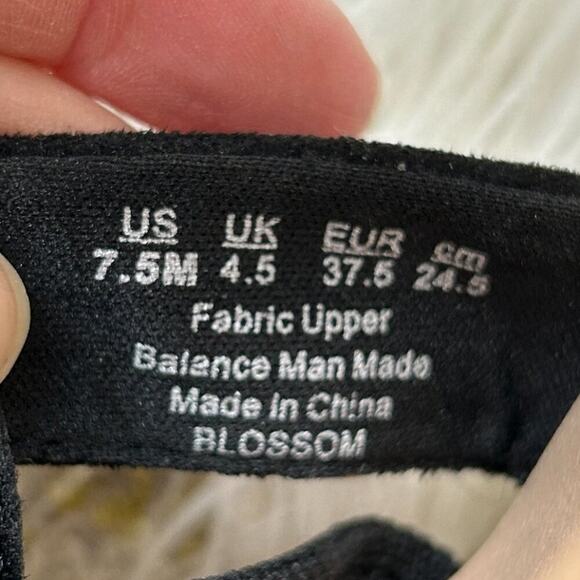 US UK EUR cm
7.5M 4.5 37.5 24.5
Fabric Upper
Balance Man Made
Made In China
BLOSSOM